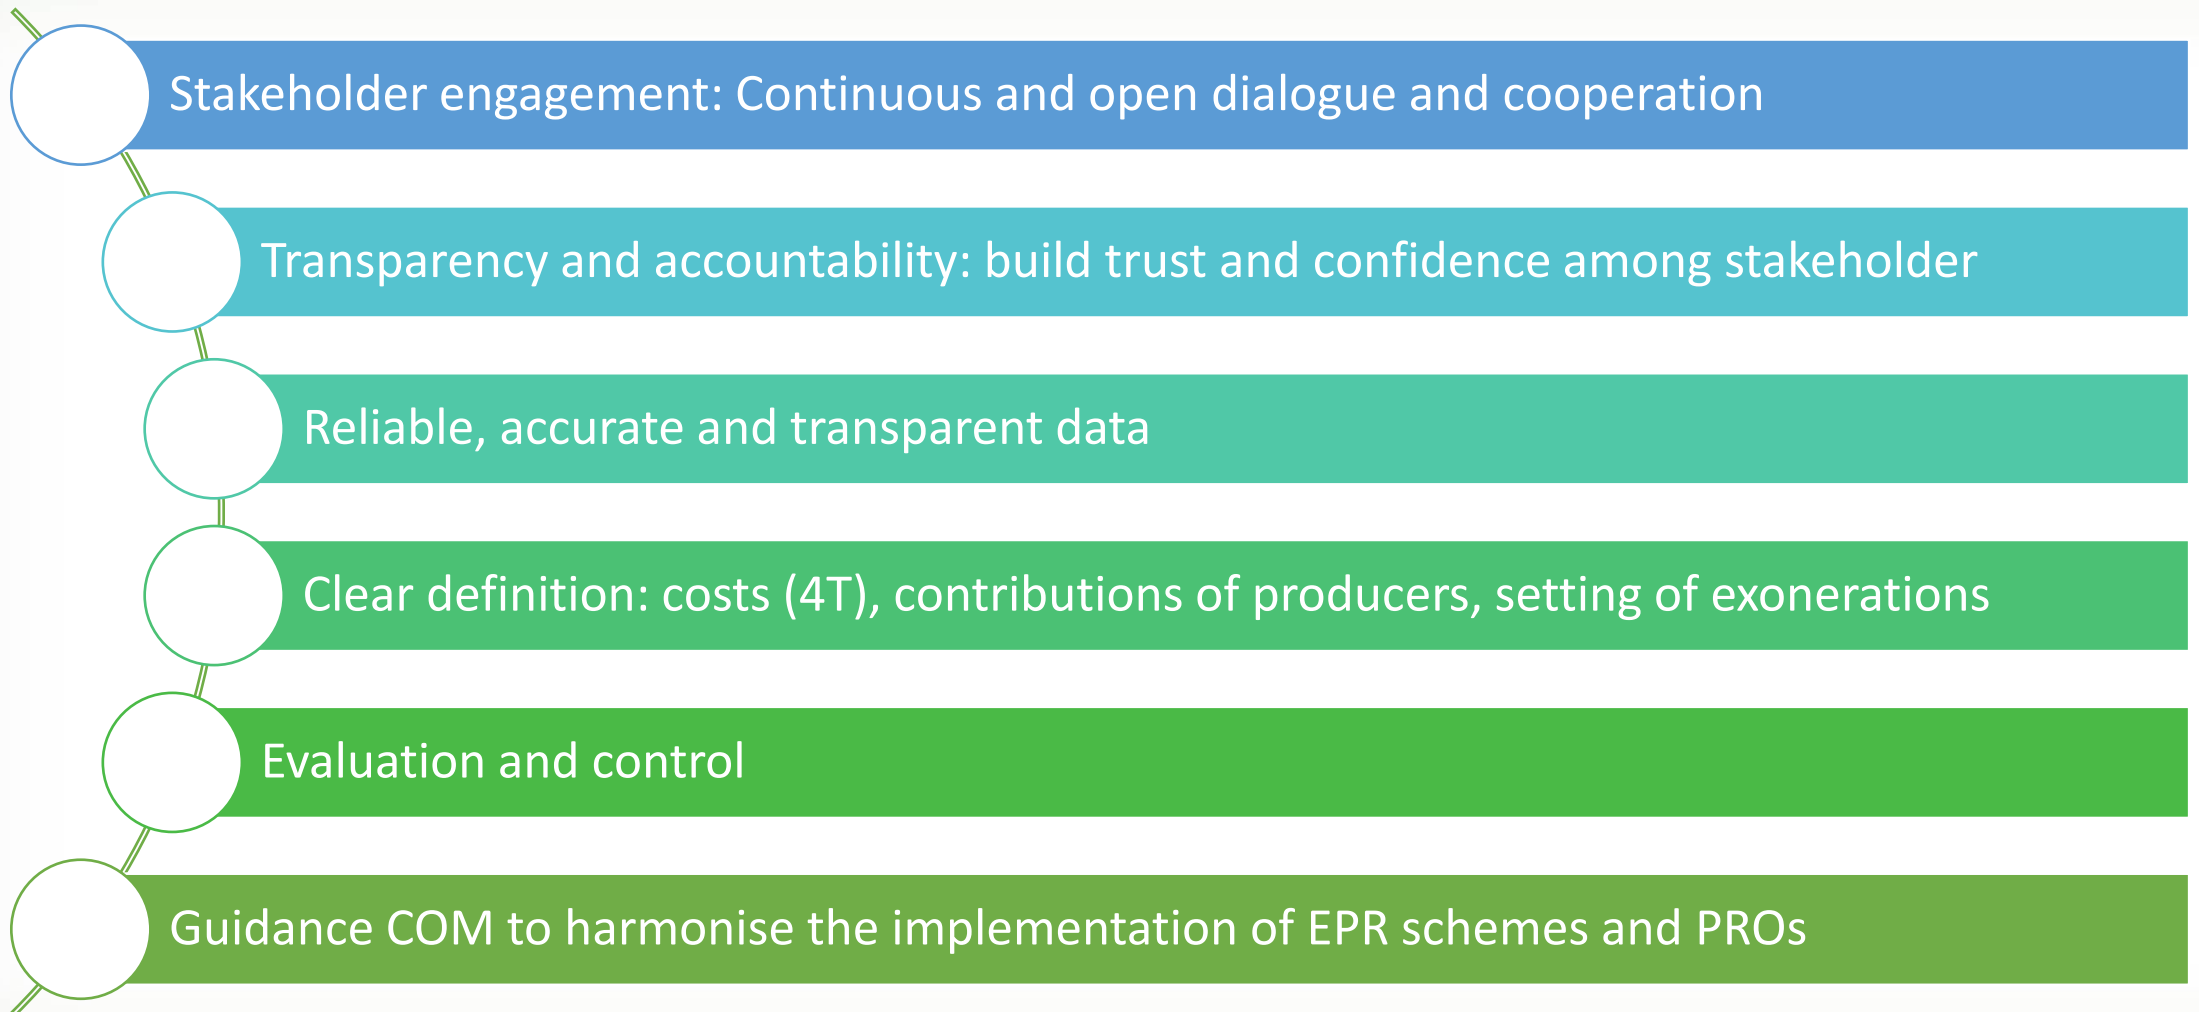 Stakeholder engagement: Continuous and open dialogue and cooperation
Transparency and accountability: build trust and confidence among stakeholder
Reliable, accurate and transparent data
Clear definition: costs (4T), contributions of producers, setting of exonerations
Evaluation and control
Guidance COM to harmonise the implementation of EPR schemes and PROs